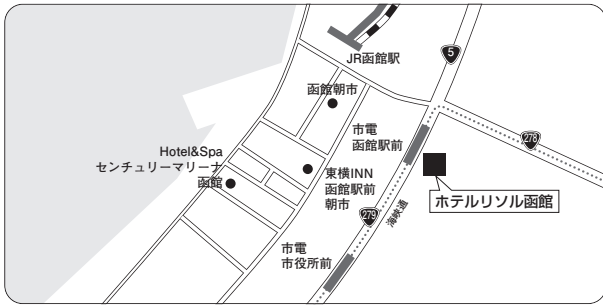 JR函館駅
5
函館朝市
市電
函館駅前
278
Hotel&Spa
センチュリーマリーナ
函館
東横INN
函館駅前
朝市
ホテルリソル函館
279
海峡通
市電
市役所前